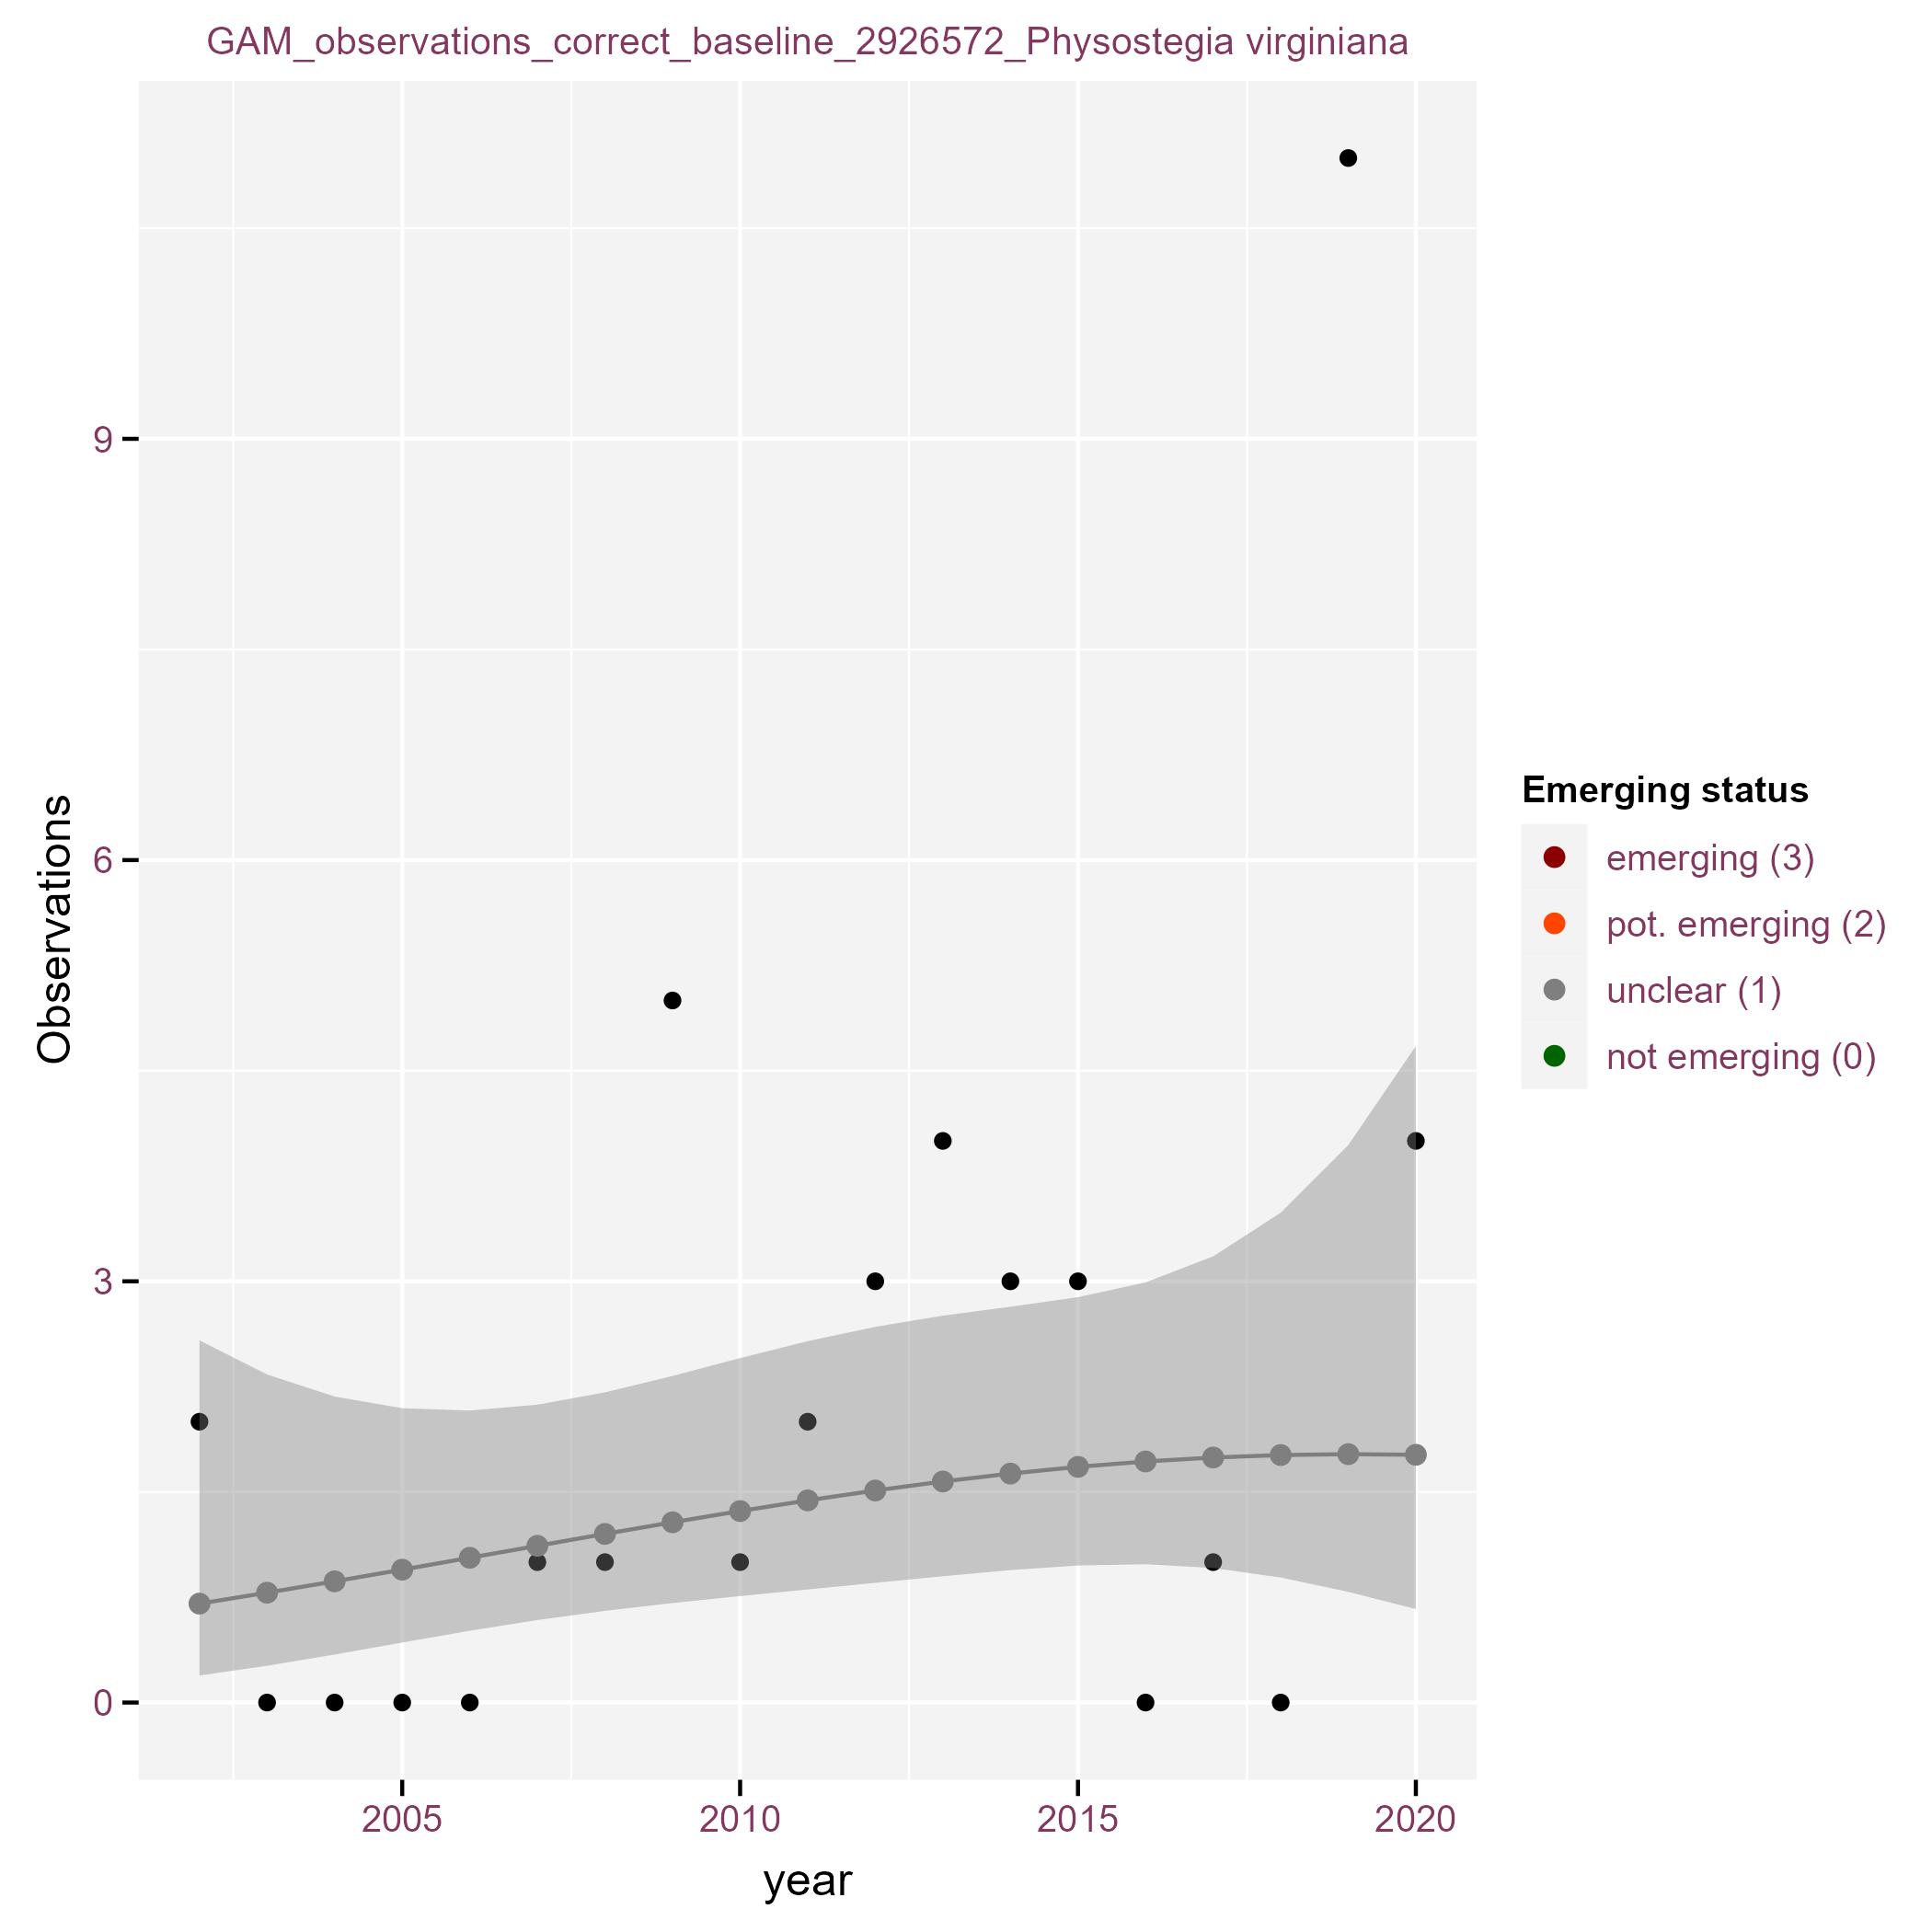 GAM_observations_correct_baseline_2926572_Physostegia virginiana
Observations
9
6
3
0
2005
2010
2015
2020
year
Emerging status
emerging (3)
pot. emerging (2)
unclear (1)
not emerging (0)